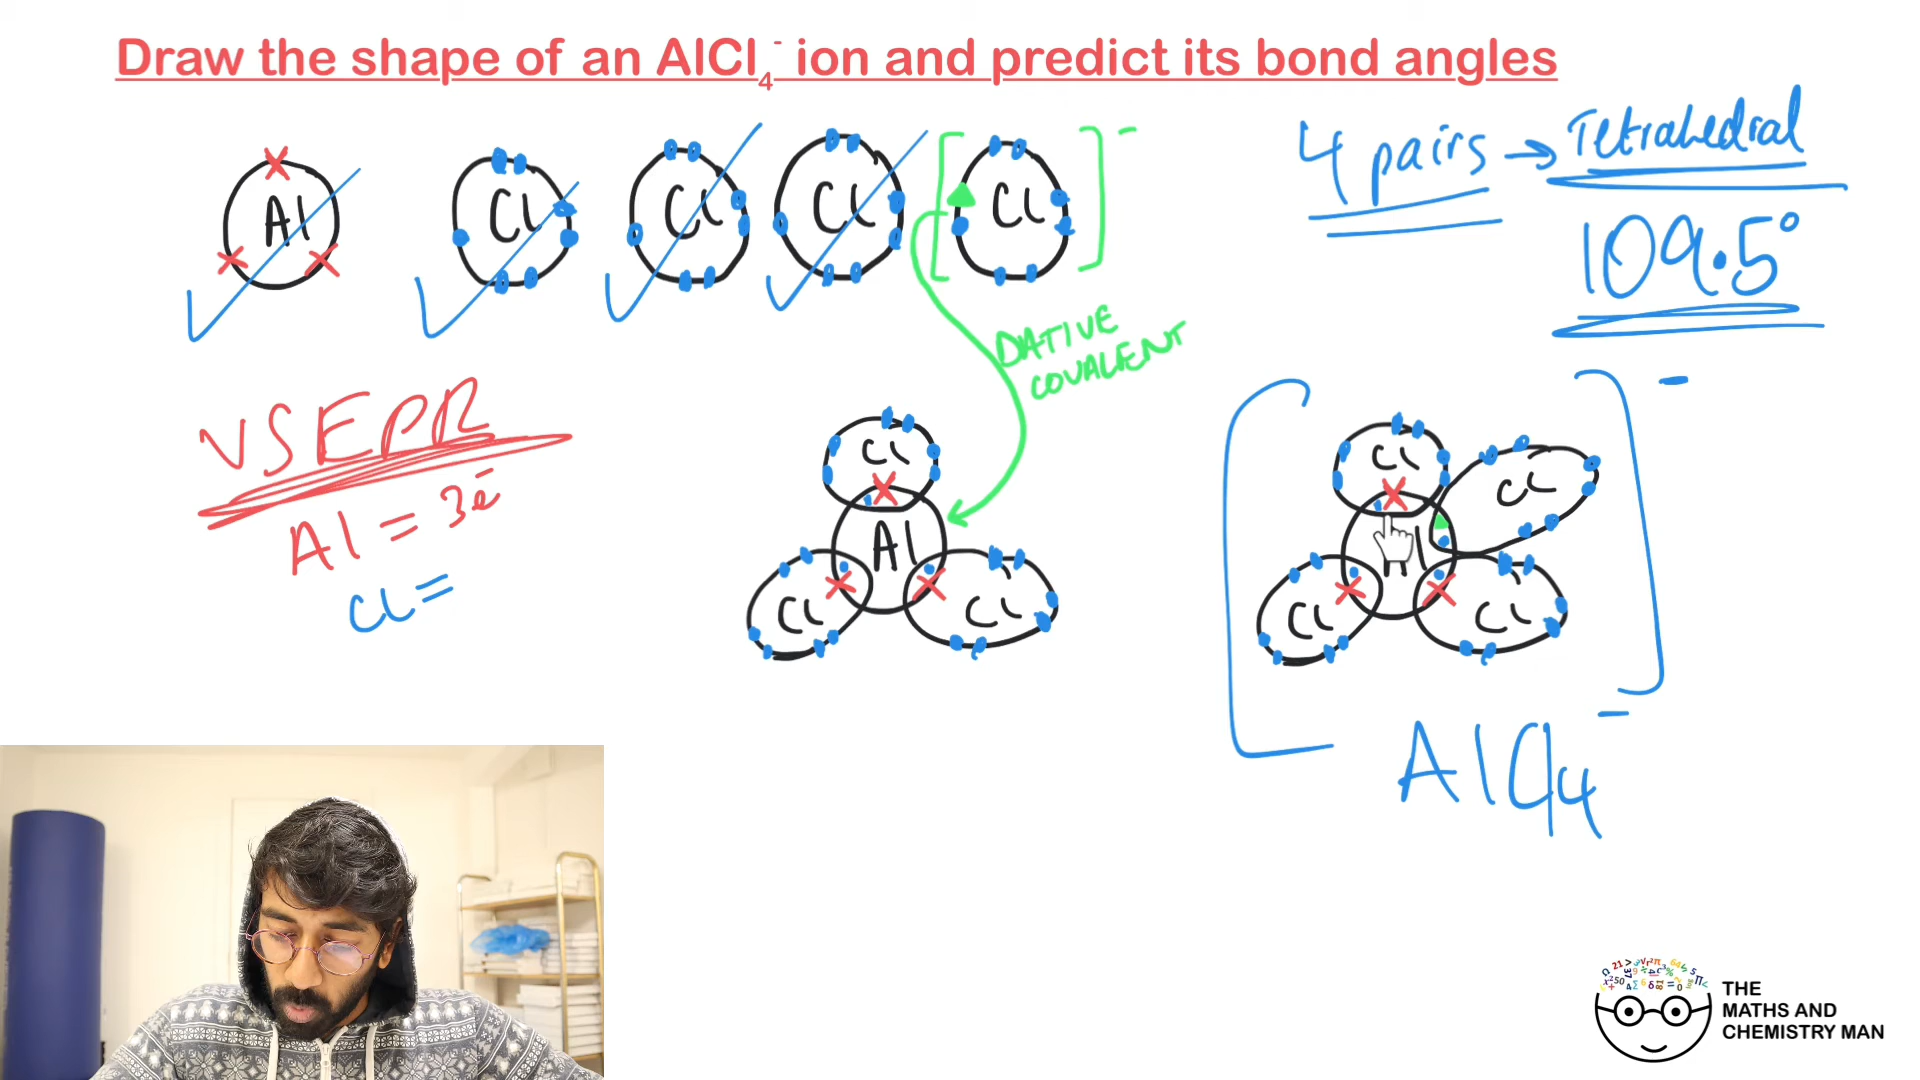 Draw the shape of an AlCl₄⁻ ion and predict its bond angles
Al
Cl
Cl
Cl
Cl
-
4 pairs → Tetrahedral
109.5°
DATIVE
COVALENT
VSEPR
Al = 3e⁻
Cl =
Cl
Al
Cl
Cl
-
Cl
Cl
l
Cl
Cl
AlCl₄⁻
THE
MATHS AND
CHEMISTRY MAN